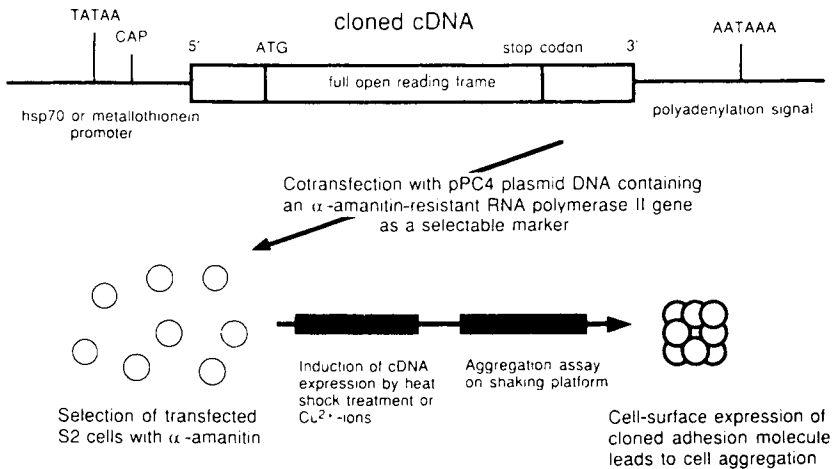 TATAA
CAP
cloned cDNA
5'
ATG
stop codon
3'
AATAAA
full open reading frame
hsp70 or metallothionein
promoter
polyadenylation signal
Cotransfection with pPC4 plasmid DNA containing
an α-amanitin-resistant RNA polymerase II gene
as a selectable marker
Selection of transfected
S2 cells with α-amanitin
Induction of cDNA
expression by heat
shock treatment or
Cu2+-ions
Aggregation assay
on shaking platform
Cell-surface expression of
cloned adhesion molecule
leads to cell aggregation